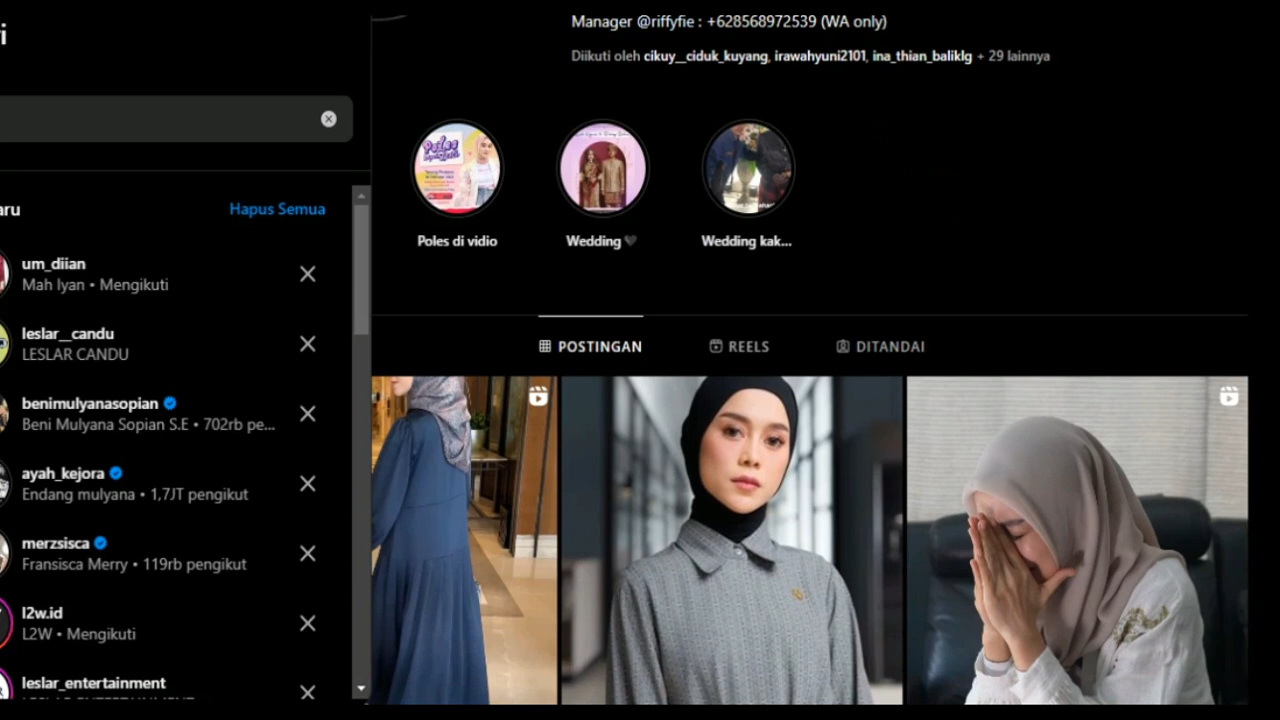 Manager @riffyfie : +628568972539 (WA only)
Diikuti oleh cikuy__ciduk_kuyang, irawahyuni2101, ina_thian_baliklg + 29 lainnya
Hapus Semua
um_diian
Mah Iyan • Mengikuti
leslar__candu
LESLAR CANDU
benimulyanasopian
Beni Mulyana Sopian S.E • 702rb pe...
ayah_kejora
Endang mulyana • 1,7JT pengikut
merzsisca
Fransisca Merry • 119rb pengikut
l2w.id
L2W • Mengikuti
leslar_entertainment
Poles di vidio
Wedding🖤
Wedding kak...
POSTINGAN
REELS
DITANDAI